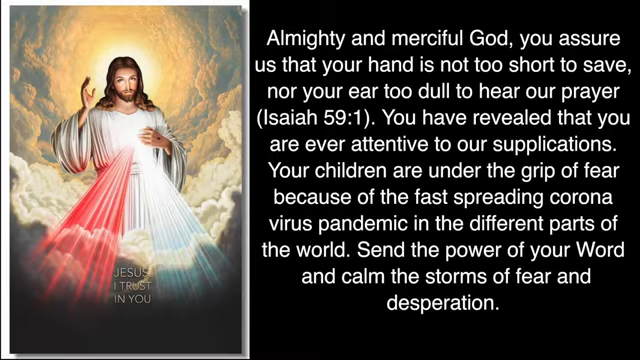 JESUS
I TRUST
IN YOU
Almighty and merciful God, you assure
us that your hand is not too short to save,
nor your ear too dull to hear our prayer
(Isaiah 59:1). You have revealed that you
are ever attentive to our supplications.
Your children are under the grip of fear
because of the fast spreading corona
virus pandemic in the different parts of
the world. Send the power of your Word
and calm the storms of fear and
desperation.